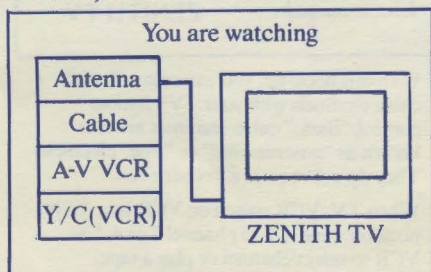 You are watching
Antenna
Cable
A-V VCR
Y/C(VCR)
ZENITH TV